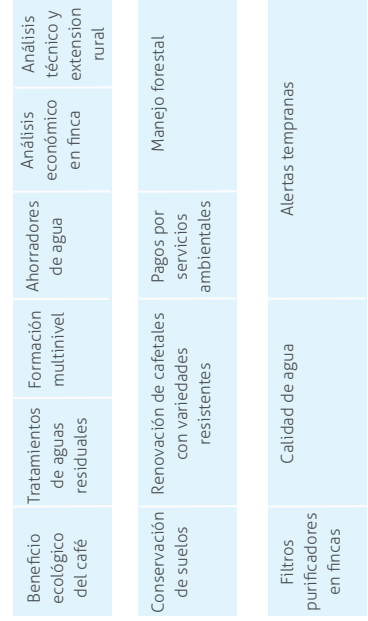 Beneficio
ecológico
del café
Tratamientos
de aguas
residuales
Formación
multinivel
Ahorradores
de agua
Análisis
económico
en finca
Análisis
técnico y
extension
rural
Conservación
de suelos
Renovación de cafetales
con variedades
resistentes
Pagos por
servicios
ambientales
Manejo forestal
Filtros
purificadores
en fincas
Calidad de agua
Alertas tempranas